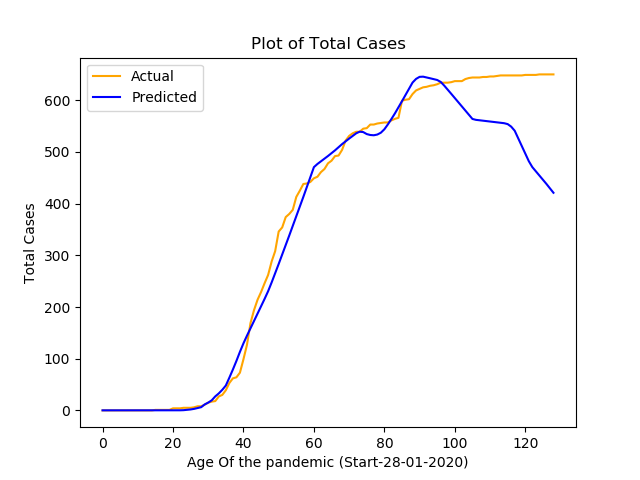 Plot of Total Cases
Actual
Predicted
600
500
400
300
200
100
0
Total Cases
0 20 40 60 80 100 120
Age Of the pandemic (Start-28-01-2020)